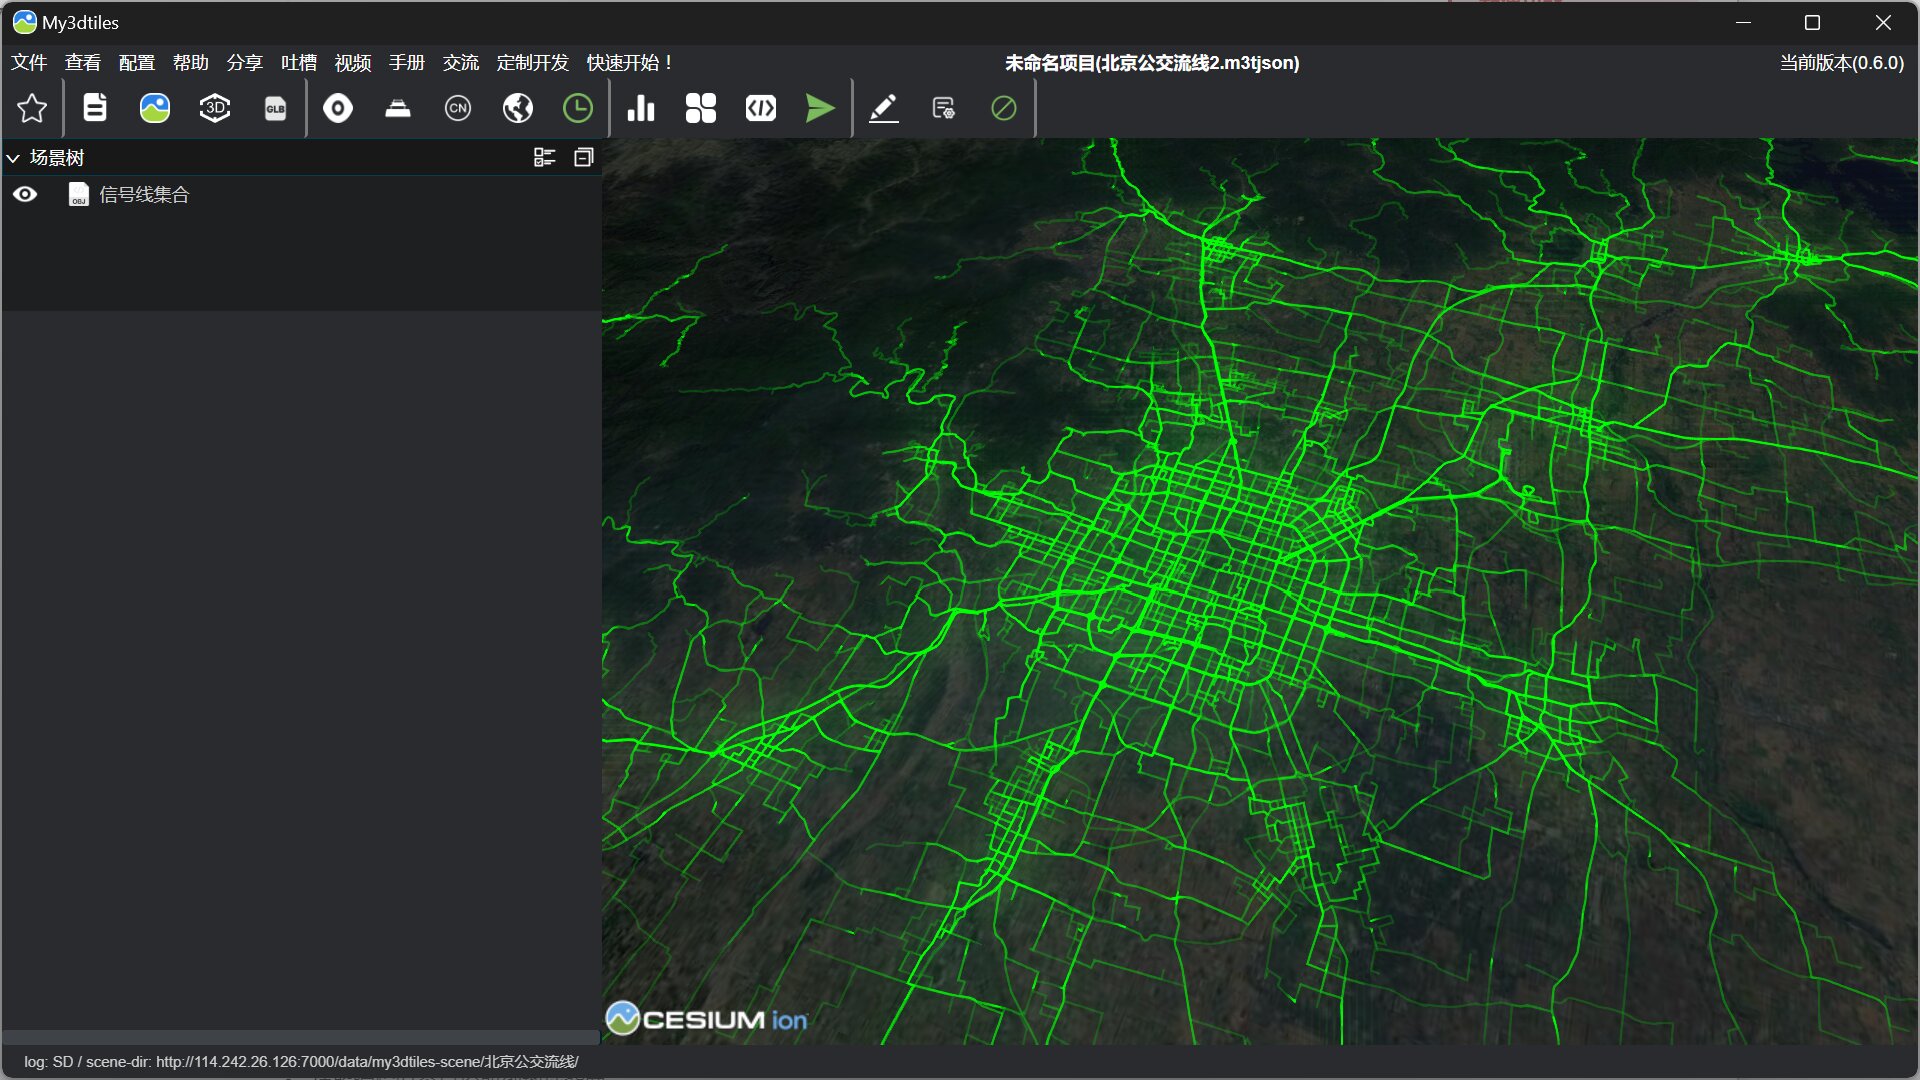 My3dtiles
文件 查看 配置 帮助 分享 吐槽 视频 手册 交流 定制开发 快速开始！ 未命名项目(北京公交流线2.m3tjson) 当前版本(0.6.0)
3D GLB CN
场景树
OBJ 信号线集合
CESIUM ion
log: SD / scene-dir: http://114.242.26.126:7000/data/my3dtiles-scene/北京公交流线/